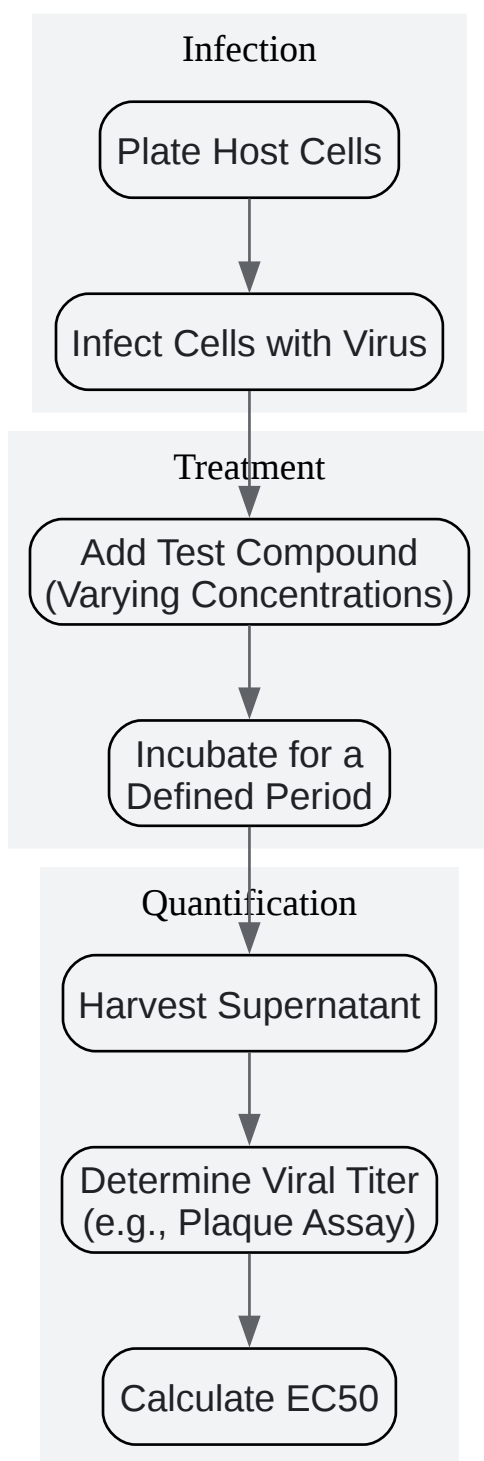 Infection
Plate Host Cells
Infect Cells with Virus
Treatment
Add Test Compound
(Varying Concentrations)
Incubate for a
Defined Period
Quantification
Harvest Supernatant
Determine Viral Titer
(e.g., Plaque Assay)
Calculate EC50